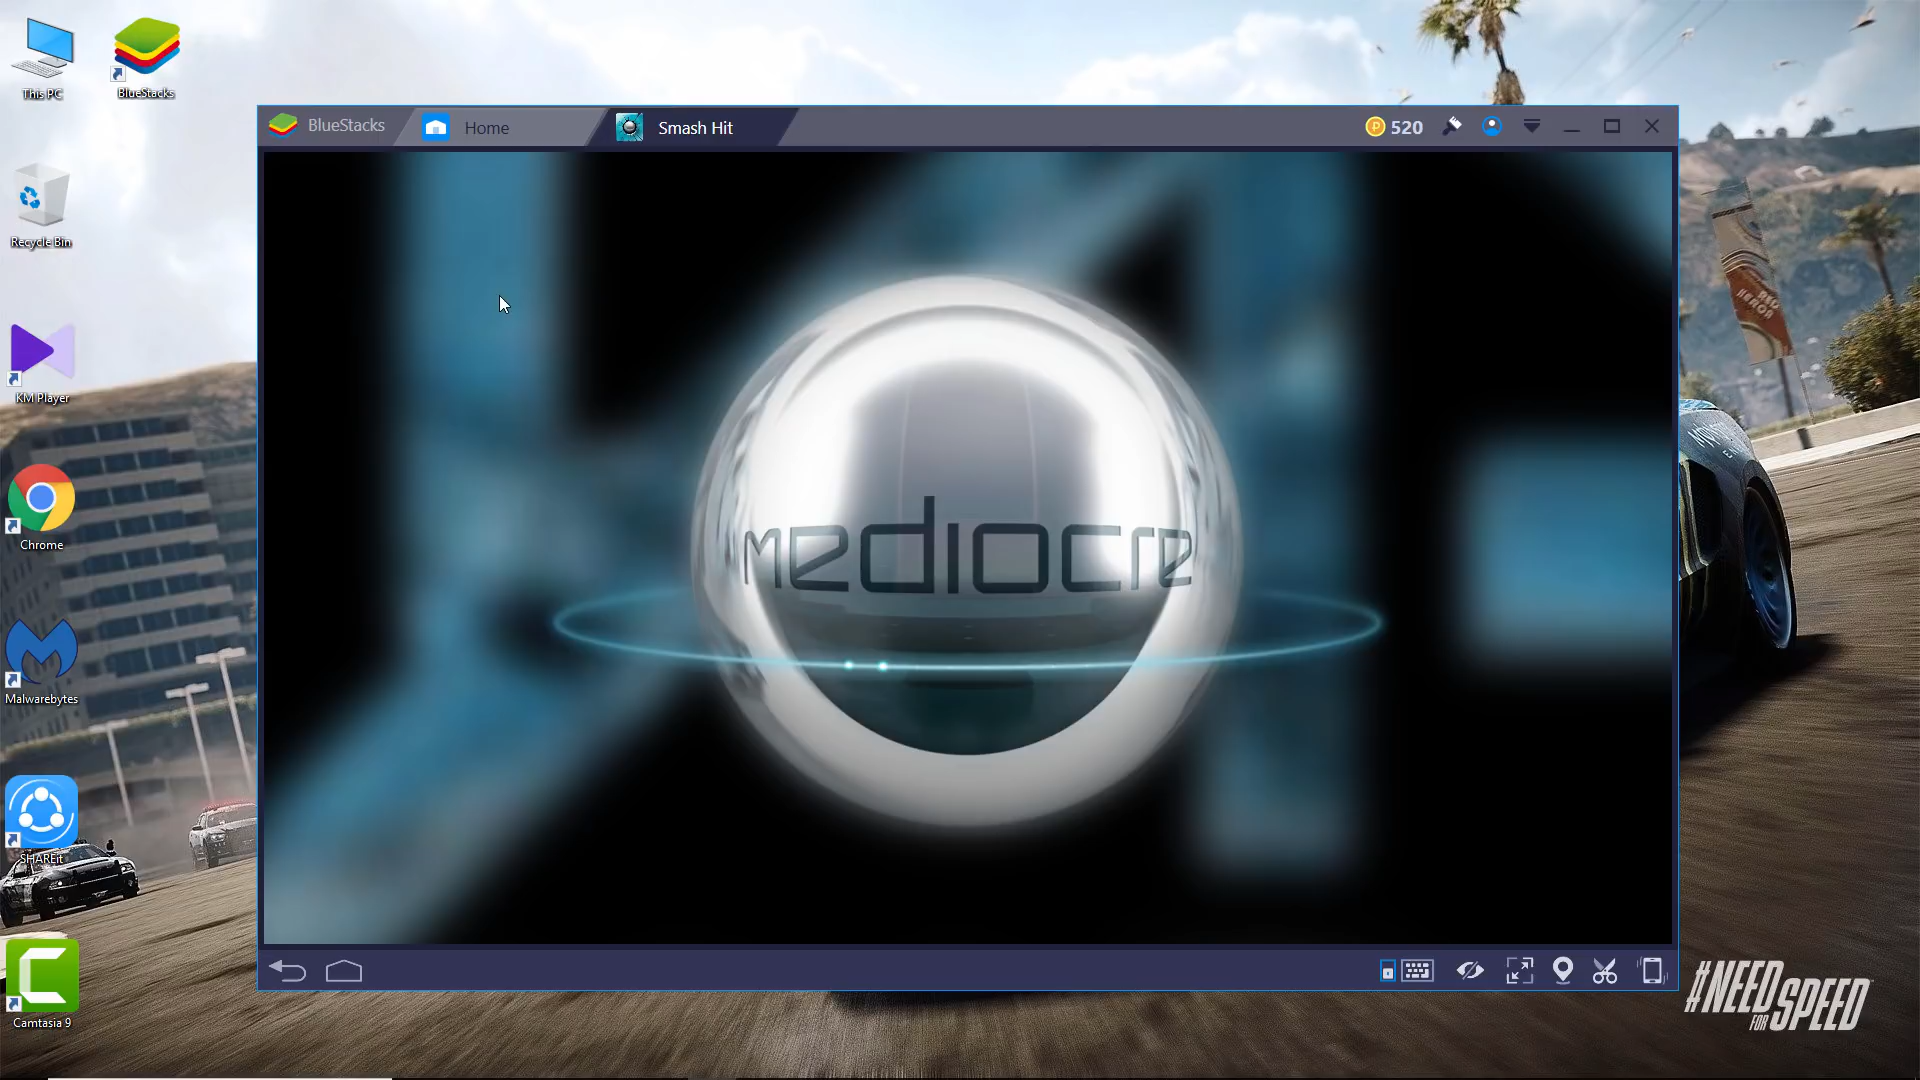 This PC
BlueStacks
Recycle Bin
KM Player
Chrome
Malwarebytes
SHAREit
Camtasia 9
BlueStacks
Home
Smash Hit
P 520
mediocre
#NEED
FOR SPEED